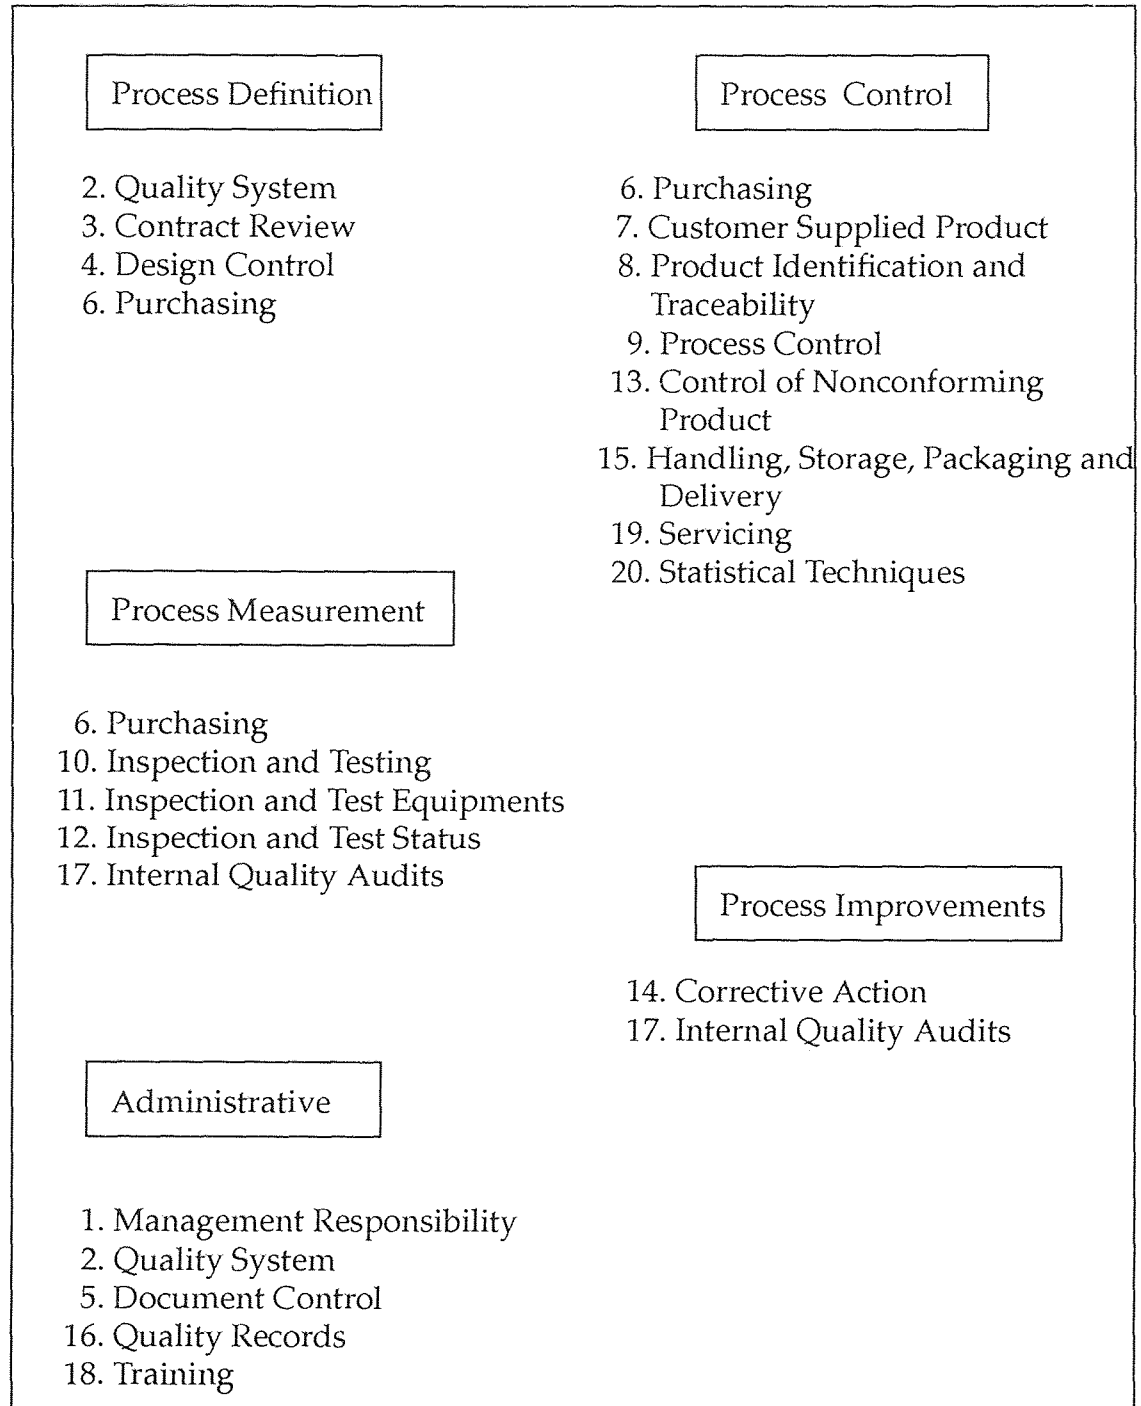 Process Definition
2. Quality System
3. Contract Review
4. Design Control
6. Purchasing
Process Control
6. Purchasing
7. Customer Supplied Product
8. Product Identification and
Traceability
9. Process Control
13. Control of Nonconforming
Product
15. Handling, Storage, Packaging and
Delivery
19. Servicing
20. Statistical Techniques
Process Measurement
6. Purchasing
10. Inspection and Testing
11. Inspection and Test Equipments
12. Inspection and Test Status
17. Internal Quality Audits
Process Improvements
14. Corrective Action
17. Internal Quality Audits
Administrative
1. Management Responsibility
2. Quality System
5. Document Control
16. Quality Records
18. Training